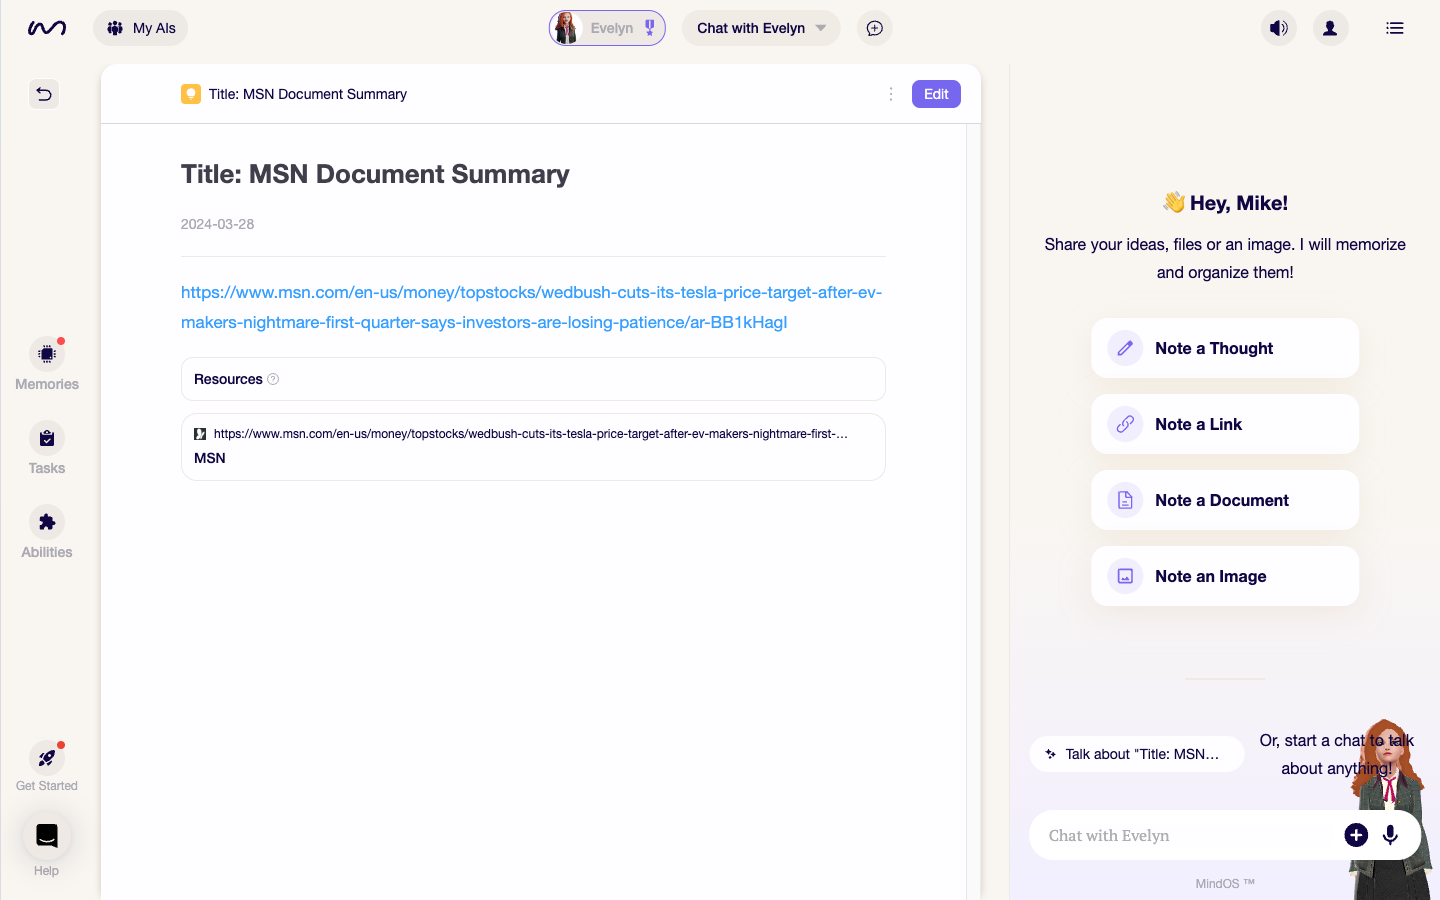 My AIs
Evelyn
Chat with Evelyn
Title: MSN Document Summary
Edit
Title: MSN Document Summary
2024-03-28
https://www.msn.com/en-us/money/topstocks/wedbush-cuts-its-tesla-price-target-after-ev-
makers-nightmare-first-quarter-says-investors-are-losing-patience/ar-BB1kHagI
Resources ?
https://www.msn.com/en-us/money/topstocks/wedbush-cuts-its-tesla-price-target-after-ev-makers-nightmare-first-...
MSN
Memories
Tasks
Abilities
Get Started
Help
👋 Hey, Mike!
Share your ideas, files or an image. I will memorize
and organize them!
Note a Thought
Note a Link
Note a Document
Note an Image
Talk about "Title: MSN...
Or, start a chat to talk
about anything!
Chat with Evelyn
MindOS ™